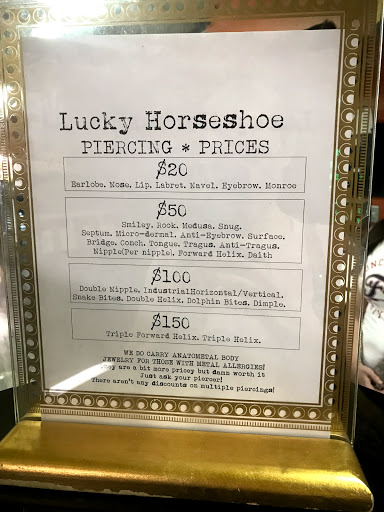 Lucky Horseshoe
PIERCING * PRICES
$20
Earlobe. Nose. Lip. Labret. Navel. Eyebrow. Monroe
$50
Smiley. Rook. Medusa. Snug.
Septum. Micro-dermal. Anti-Eyebrow. Surface.
Bridge. Conch. Tongue. Tragus. Anti-Tragus.
Nipple(Per nipple). Forward Helix. Daith
$100
Double Nipple. IndustrialHorizontal/Vertical.
Snake Bites. Double Helix. Dolphin Bites. Dimple.
$150
Triple Forward Helix. Triple Helix.
WE DO CARRY ANATOMETAL BODY
JEWELRY FOR THOSE WITH METAL ALLERGIES!
They are a bit more pricey but damn worth it
Just ask your piercer!
There aren't any discounts on multiple piercings!